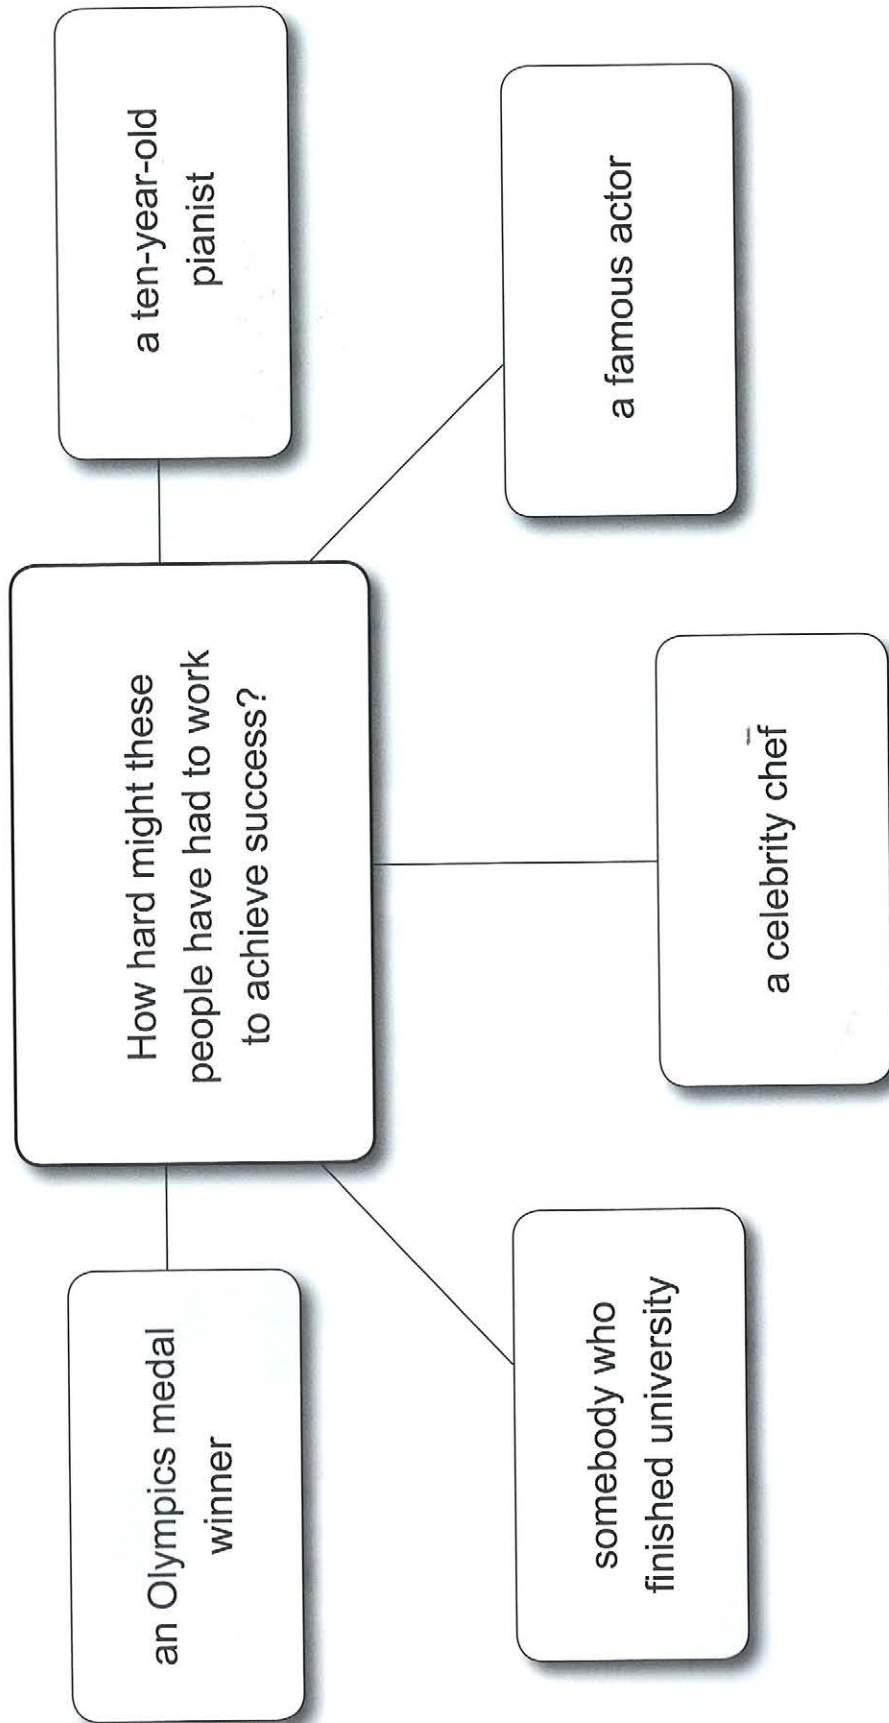 How hard might these
people have had to work
to achieve success?
an Olympics medal
winner
somebody who
finished university
a celebrity chef
a famous actor
a ten-year-old
pianist